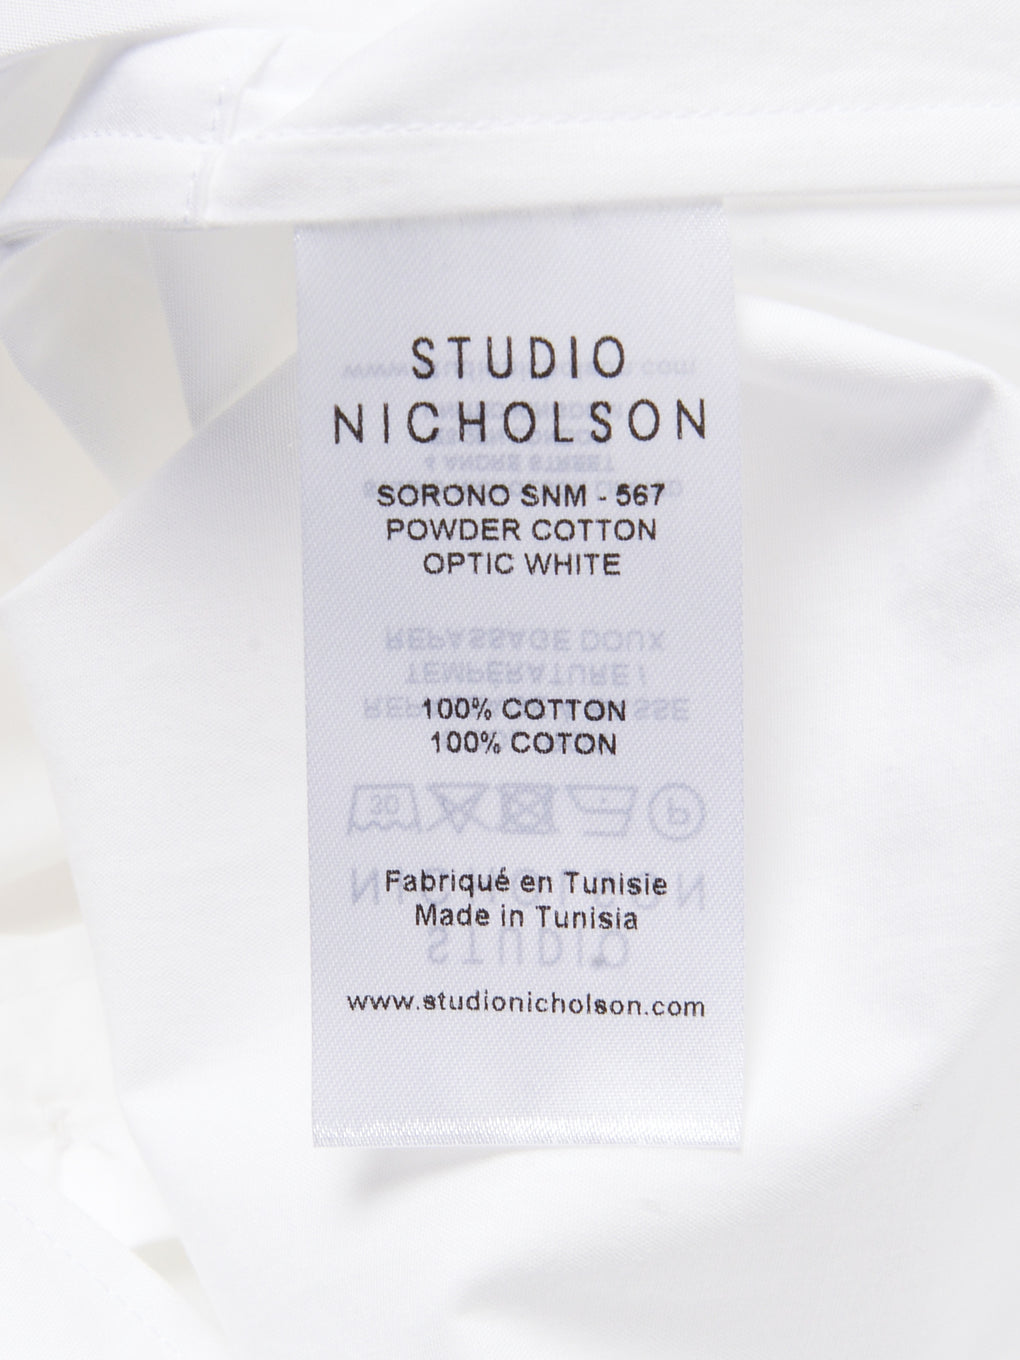 STUDIO
NICHOLSON
SORONO SNM - 567
POWDER COTTON
OPTIC WHITE
100% COTTON
100% COTON
Fabriqué en Tunisie
Made in Tunisia
www.studionicholson.com